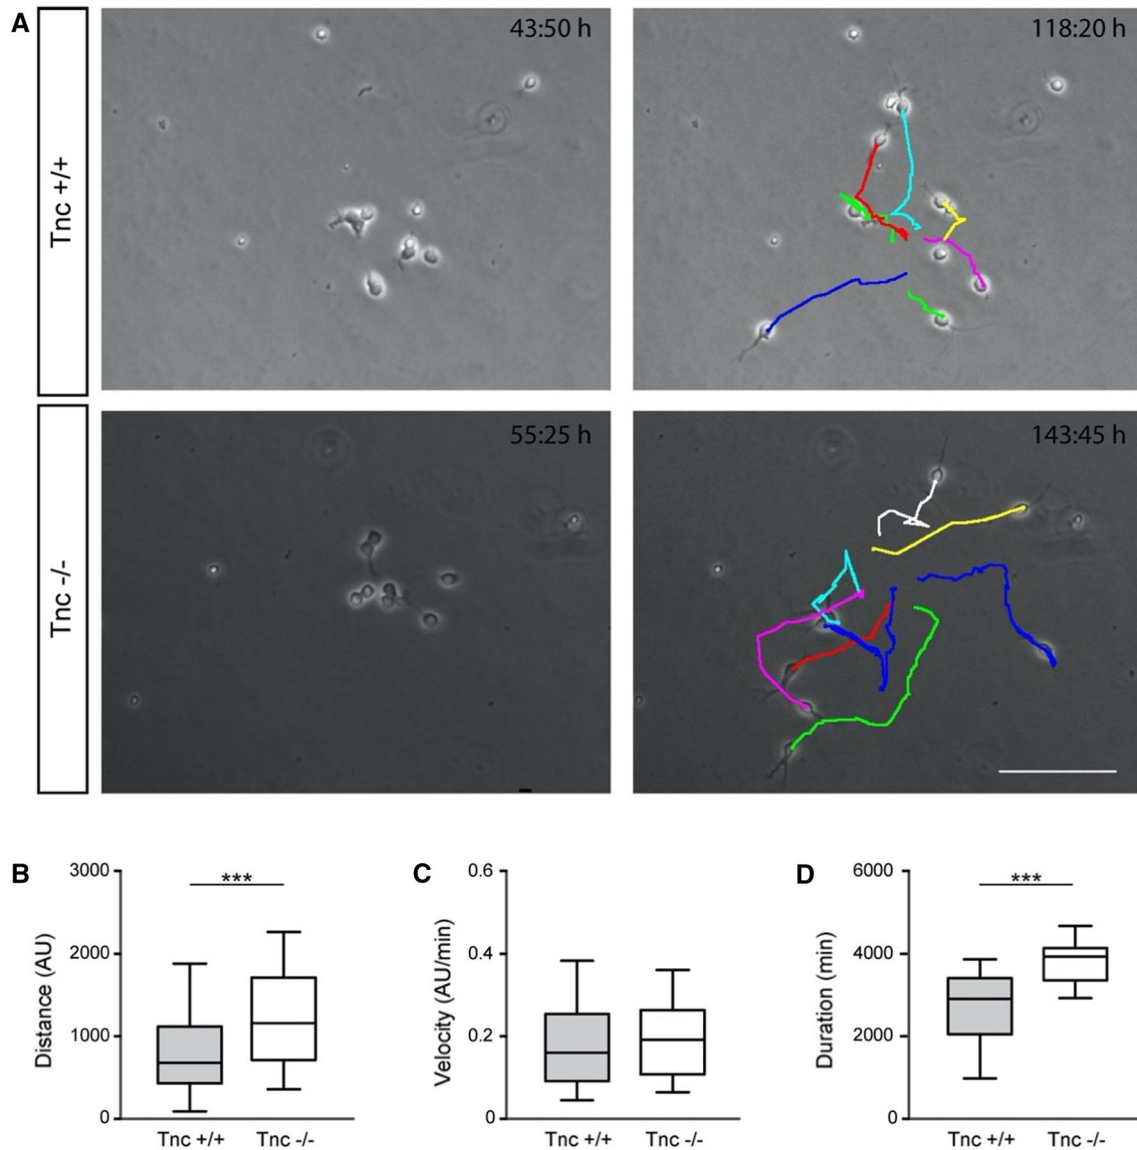 A
Tnc +/+
43:50 h
118:20 h
Tnc -/-
55:25 h
143:45 h
B
Distance (AU)
3000
2000
1000
0
***
Tnc +/+
Tnc -/-
C
Velocity (AU/min)
0.6
0.4
0.2
0
Tnc +/+
Tnc -/-
D
Duration (min)
6000
4000
2000
0
***
Tnc +/+
Tnc -/-